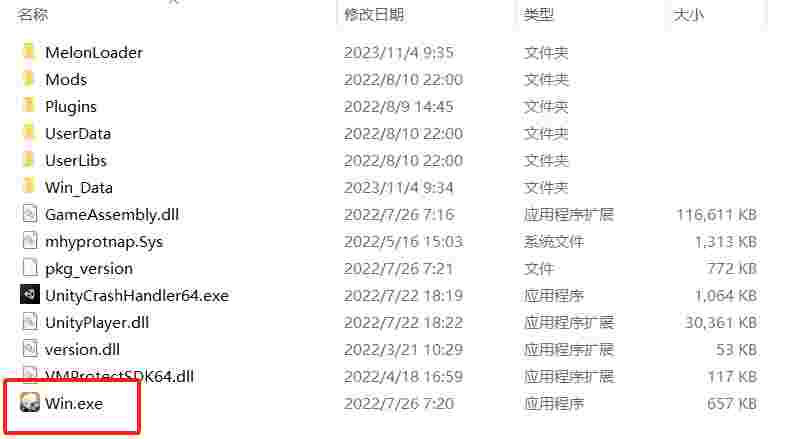 名称 修改日期 类型 大小
MelonLoader 2023/11/4 9:35 文件夹
Mods 2022/8/10 22:00 文件夹
Plugins 2022/8/9 14:45 文件夹
UserData 2022/8/10 22:00 文件夹
UserLibs 2022/8/10 22:00 文件夹
Win_Data 2023/11/4 9:34 文件夹
GameAssembly.dll 2022/7/26 7:16 应用程序扩展 116,611 KB
mhyprotnap.Sys 2022/5/16 15:03 系统文件 1,313 KB
pkg_version 2022/7/26 7:21 文件 772 KB
UnityCrashHandler64.exe 2022/7/22 18:19 应用程序 1,064 KB
UnityPlayer.dll 2022/7/22 18:22 应用程序扩展 30,361 KB
version.dll 2022/3/21 10:29 应用程序扩展 53 KB
VMProtectSDK64.dll 2022/4/18 16:59 应用程序扩展 117 KB
Win.exe 2022/7/26 7:20 应用程序 657 KB